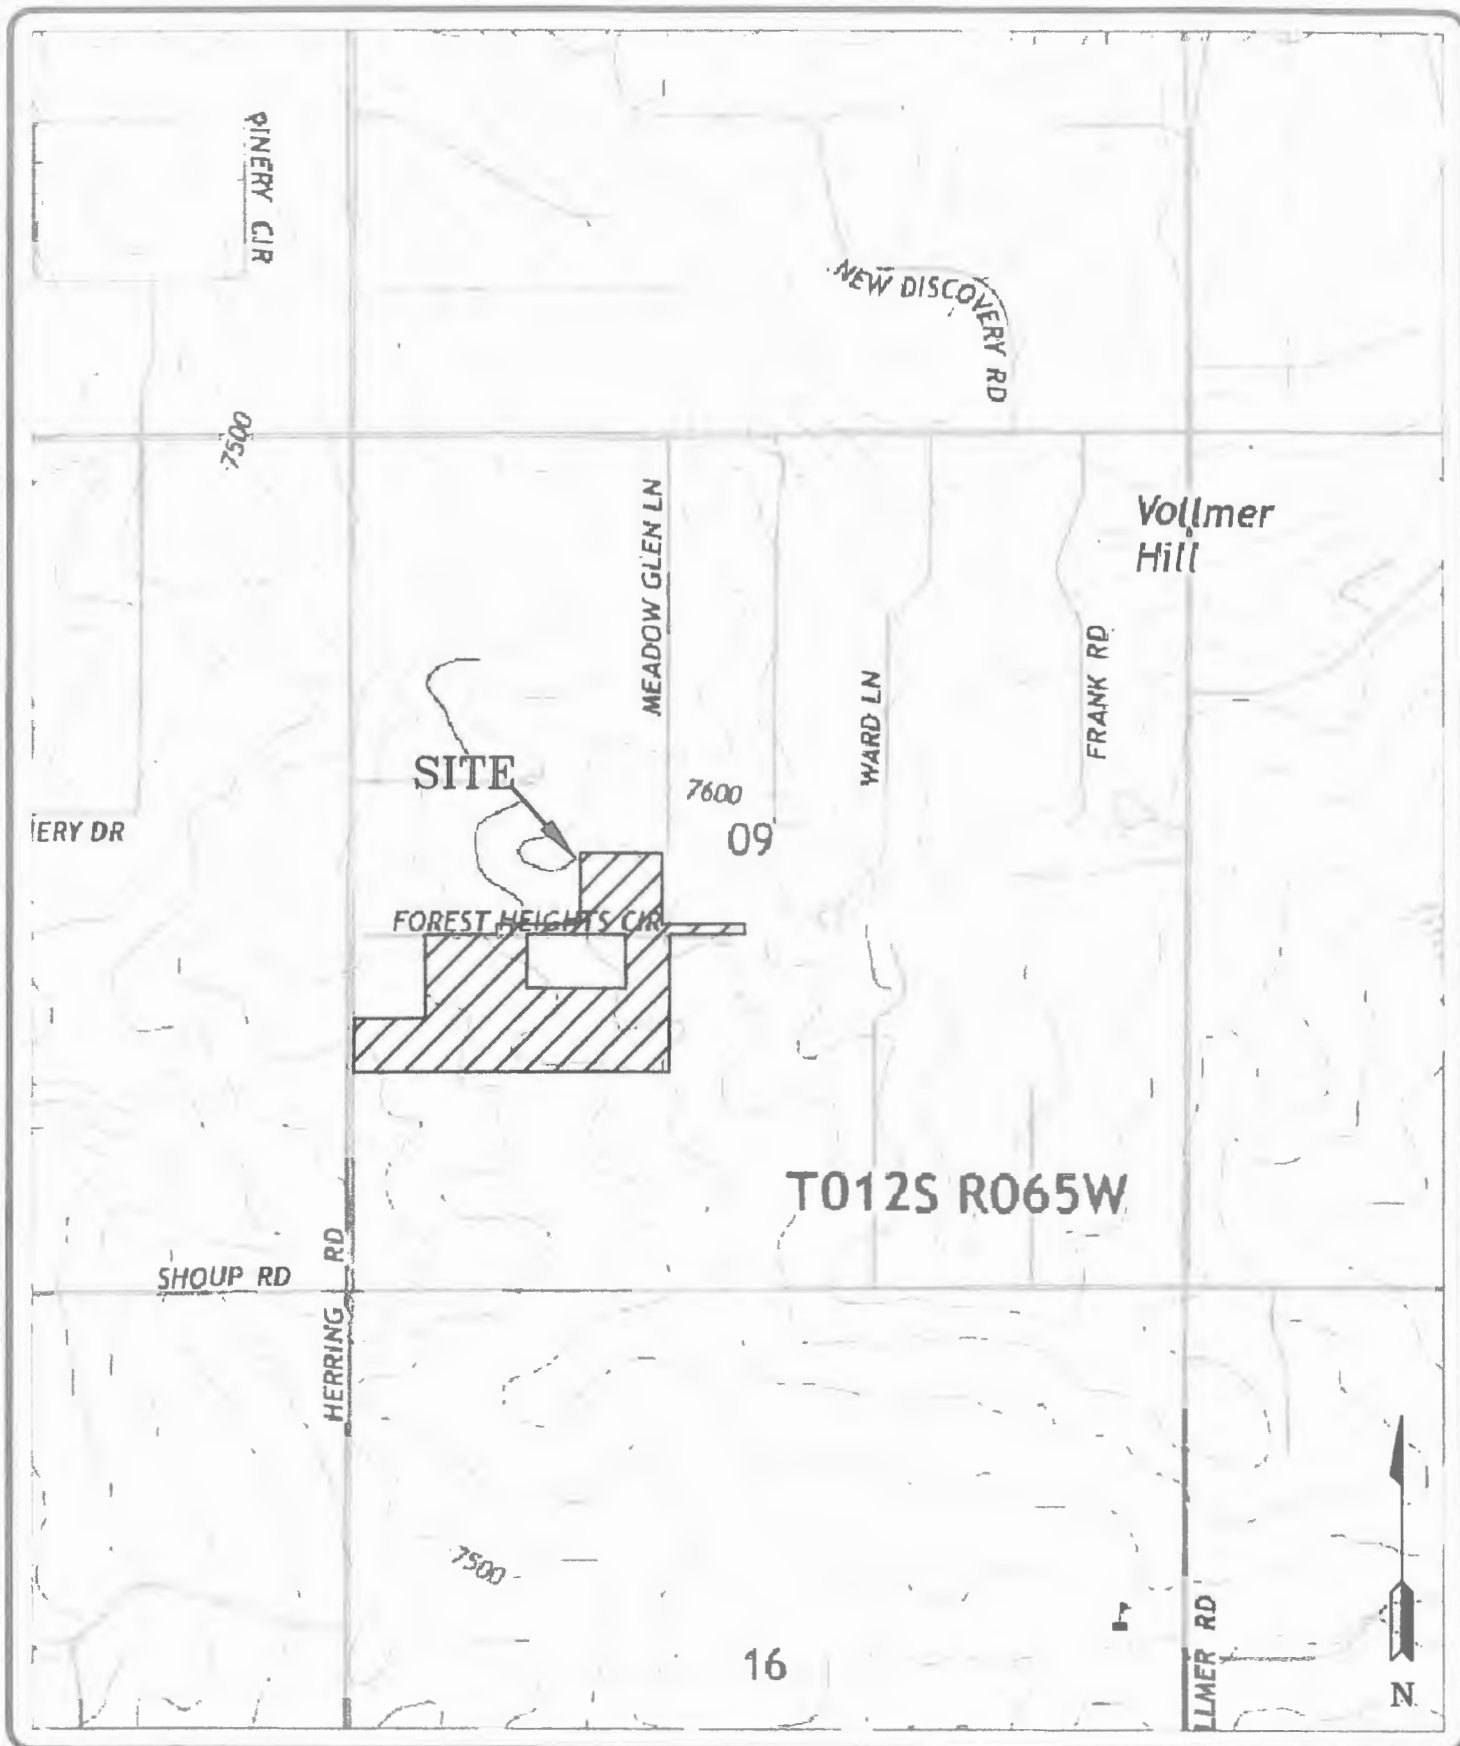 PINERY CIR
NEW DISCOVERY RD
7500
MEADOW GLEN LN
Vollmer
Hill
WARD LN
FRANK RD
SITE
7600
09
ERY DR
FOREST HEIGHTS CIR
T012S R065W
SHOUP RD
HERRING RD
7500
16
LLMER RD
N